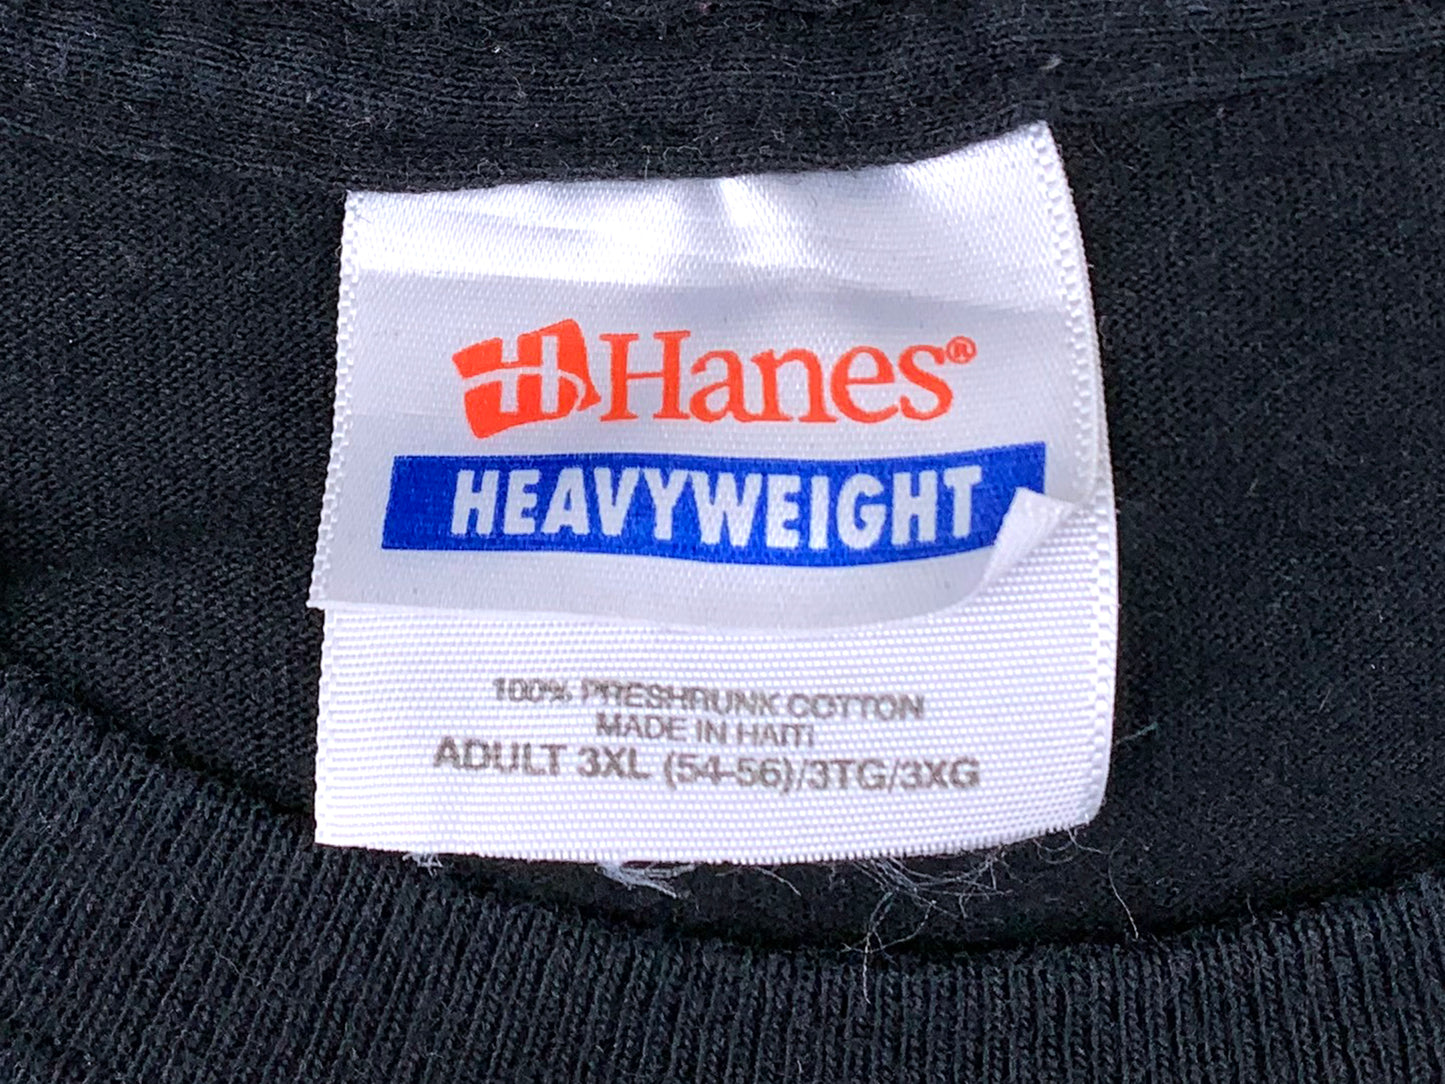 H Hanes®
HEAVYWEIGHT
100% PRESHRUNK COTTON
MADE IN HAITI
ADULT 3XL (54-56)/3TG/3XG